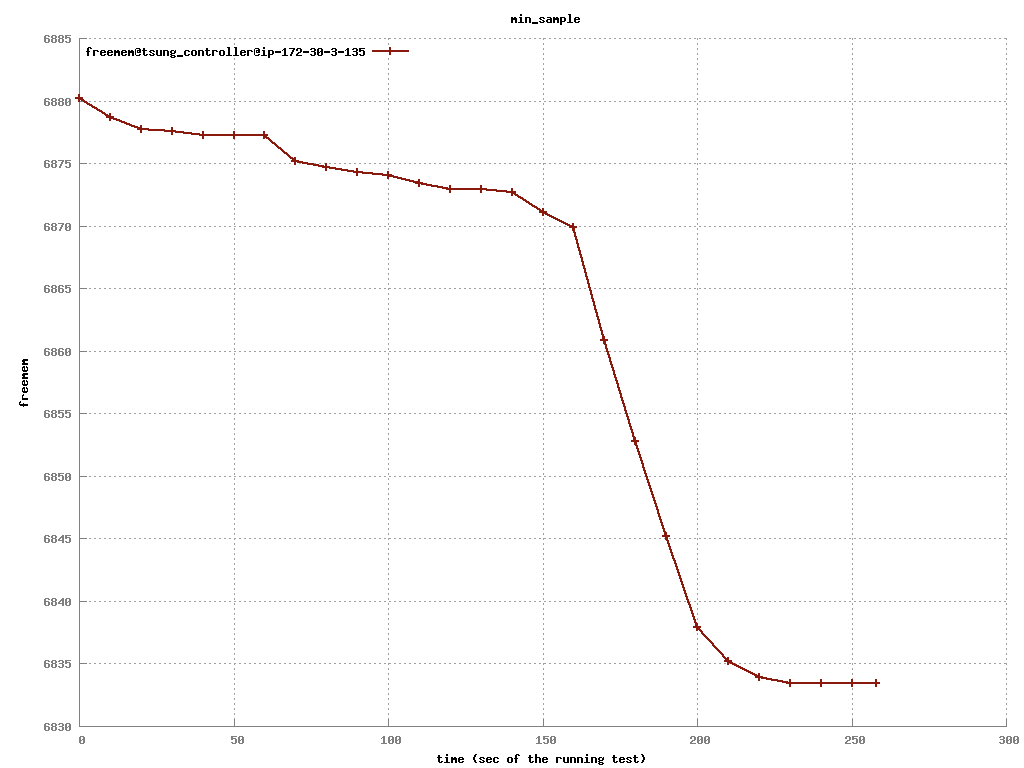 min_sample
freemem@tsung_controller@ip-172-30-3-135
6885
6880
6875
6870
6865
6860
6855
6850
6845
6840
6835
6830
freemem
0 50 100 150 200 250 300
time (sec of the running test)